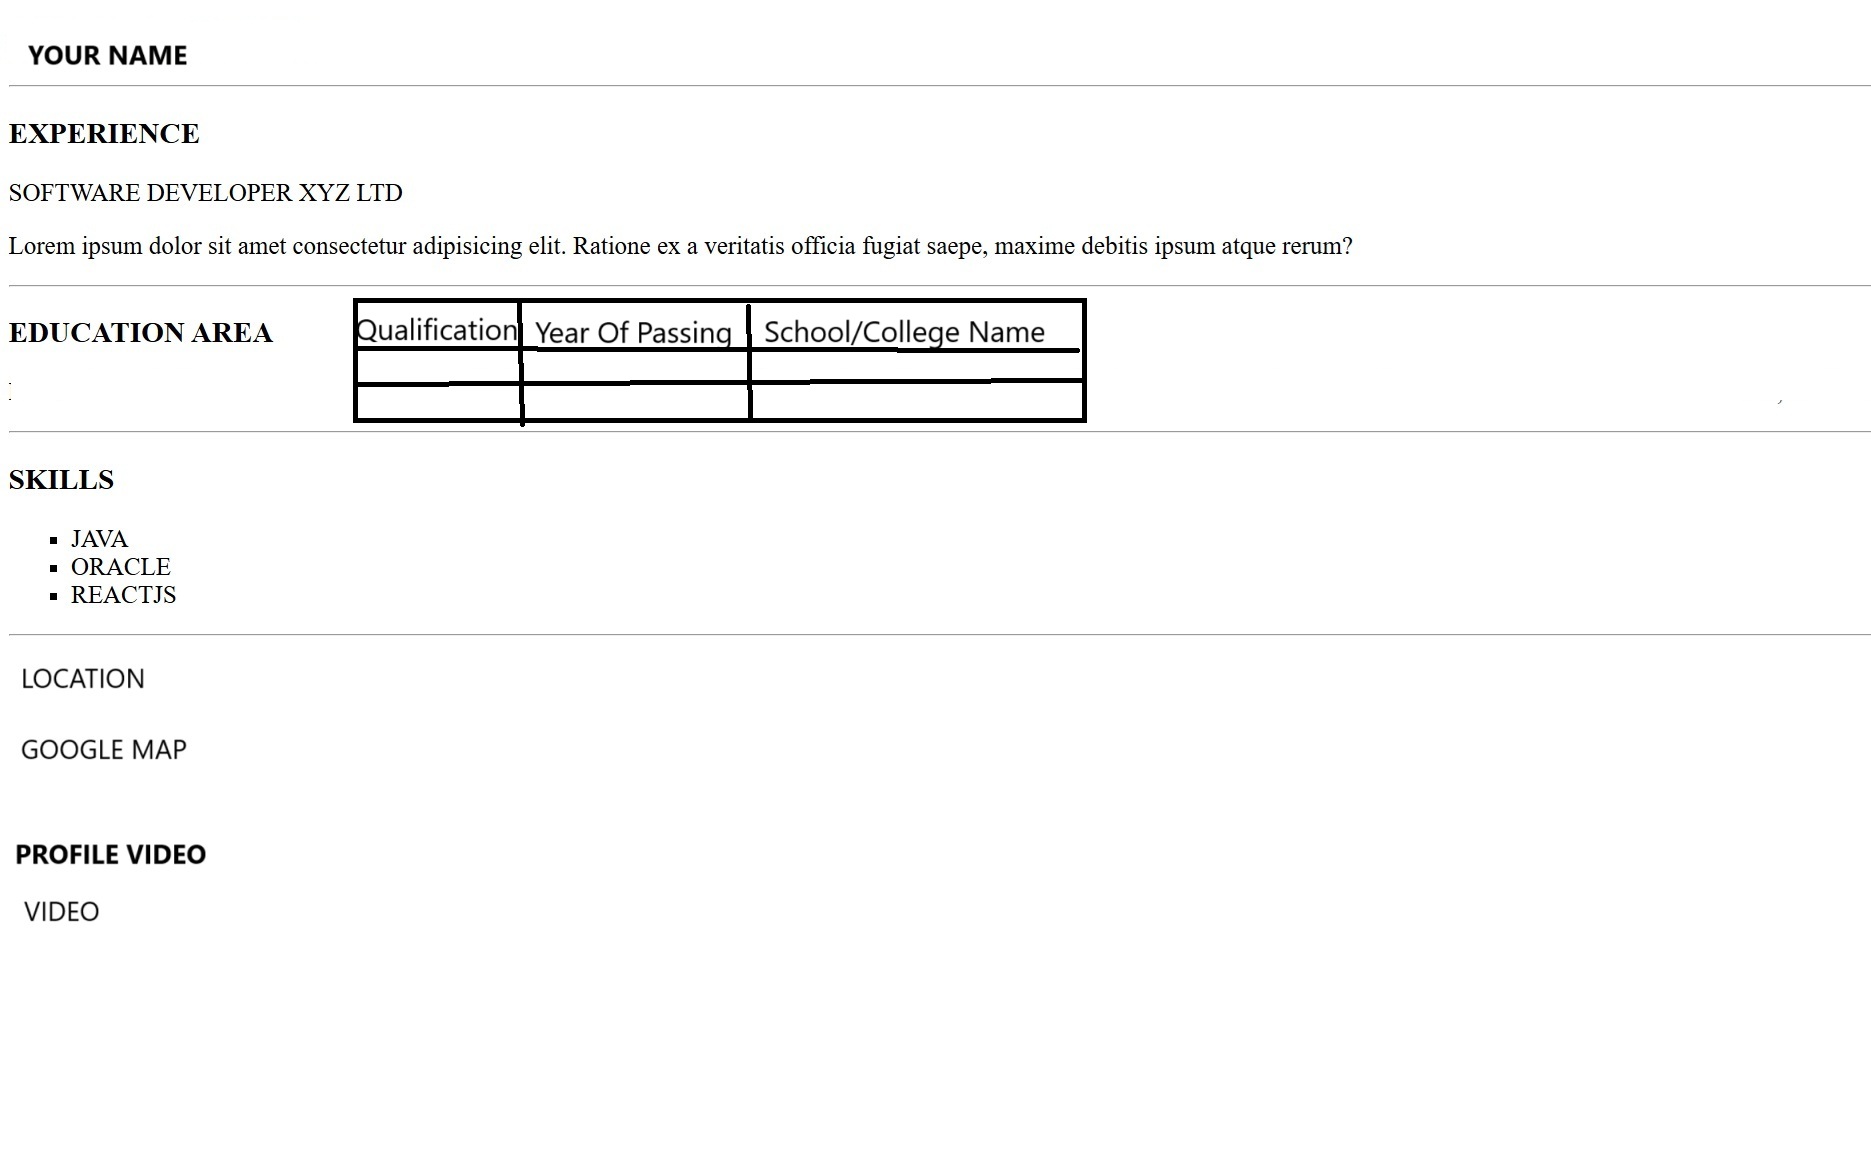 YOUR NAME
EXPERIENCE
SOFTWARE DEVELOPER XYZ LTD
Lorem ipsum dolor sit amet consectetur adipisicing elit. Ratione ex a veritatis officia fugiat saepe, maxime debitis ipsum atque rerum?
EDUCATION AREA
Qualification Year Of Passing School/College Name
SKILLS
JAVA
ORACLE
REACTJS
LOCATION
GOOGLE MAP
PROFILE VIDEO
VIDEO